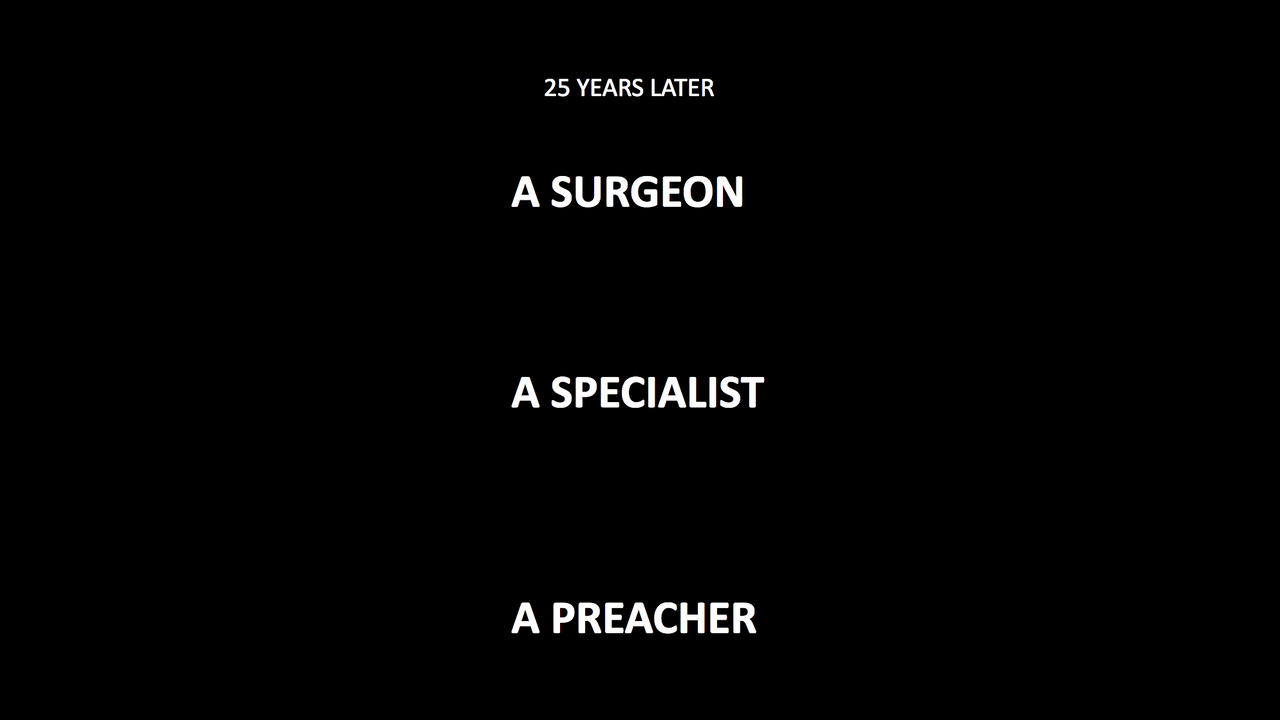 25 YEARS LATER
A SURGEON
A SPECIALIST
A PREACHER